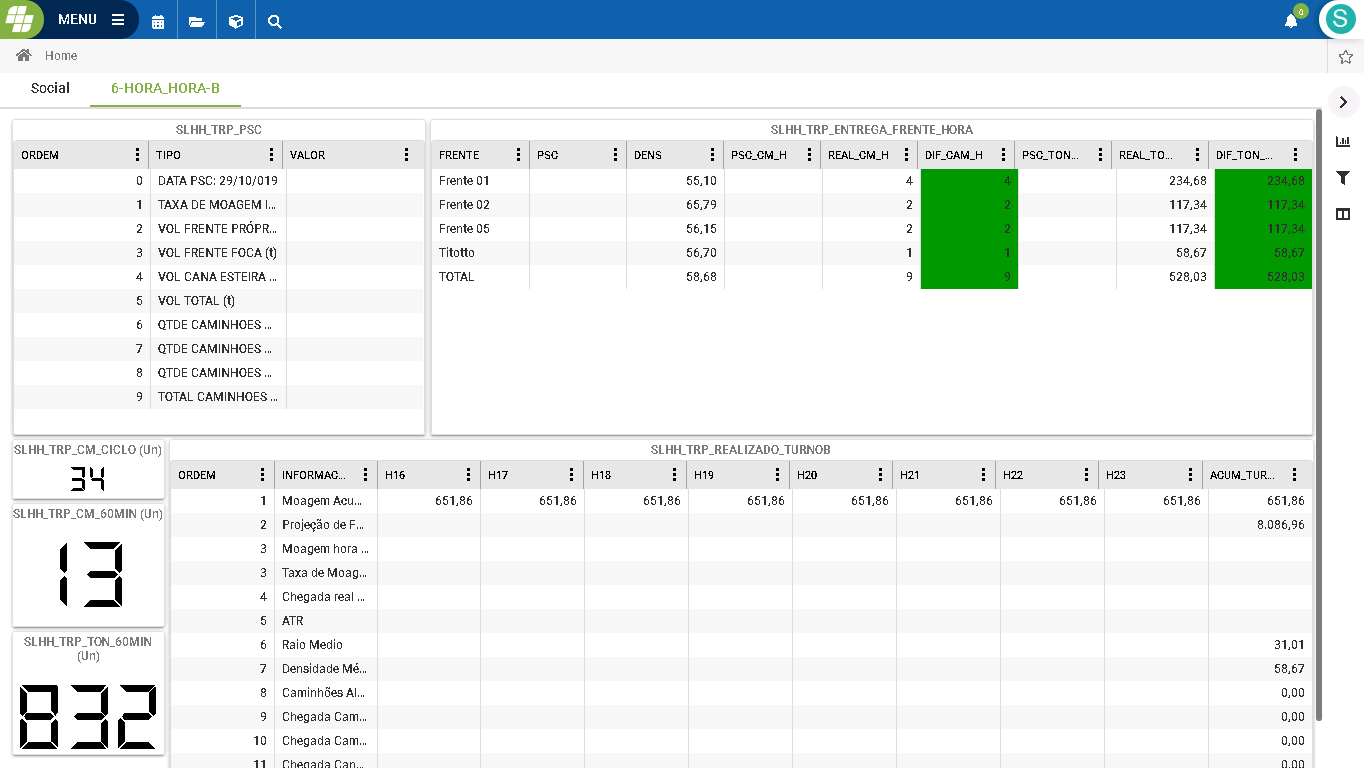 MENU
0
S
Home
Social 6-HORA_HORA-B
SLHH_TRP_PSC
ORDEM TIPO VALOR
0 DATA PSC: 29/10/019
1 TAXA DE MOAGEM I...
2 VOL FRENTE PRÓPR...
3 VOL FRENTE FOCA (t)
4 VOL CANA ESTEIRA ...
5 VOL TOTAL (t)
6 QTDE CAMINHOES ...
7 QTDE CAMINHOES ...
8 QTDE CAMINHOES ...
9 TOTAL CAMINHOES ...
SLHH_TRP_ENTREGA_FRENTE_HORA
FRENTE PSC DENS PSC_CM_H REAL_CM_H DIF_CAM_H PSC_TON... REAL_TO... DIF_TON_...
Frente 01 55,10 4 4 234,68 234,68
Frente 02 65,79 2 2 117,34 117,34
Frente 05 56,15 2 2 117,34 117,34
Titotto 56,70 1 1 58,67 58,67
TOTAL 58,68 9 9 528,03 528,03
SLHH_TRP_CM_CICLO (Un)
34
SLHH_TRP_CM_60MIN (Un)
13
SLHH_TRP_TON_60MIN
(Un)
832
SLHH_TRP_REALIZADO_TURNOB
ORDEM INFORMAC... H16 H17 H18 H19 H20 H21 H22 H23 ACUM_TUR...
1 Moagem Acu... 651,86 651,86 651,86 651,86 651,86 651,86 651,86 651,86 651,86
2 Projeção de F... 8.086,96
3 Moagem hora ...
3 Taxa de Moag...
4 Chegada real ...
5 ATR
6 Raio Medio 31,01
7 Densidade Mé... 58,67
8 Caminhões Al... 0,00
9 Chegada Cam... 0,00
10 Chegada Cam... 0,00
11 Chegada Can... 0,00